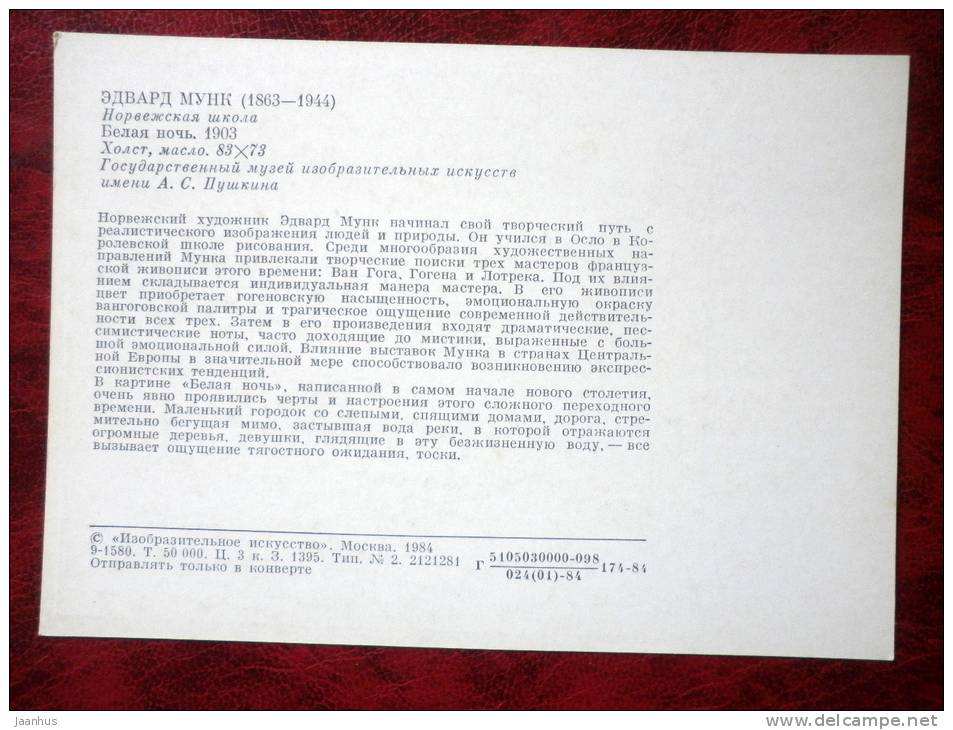 ЭДВАРД МУНК (1863—1944)
Норвежская школа
Белая ночь. 1903
Холст, масло. 83×73
Государственный музей изобразительных искусств
имени А. С. Пушкина
Норвежский художник Эдвард Мунк начинал свой творческий путь с
реалистического изображения людей и природы. Он учился в Осло в Ко-
ролевской школе рисования. Среди многообразия художественных на-
правлений Мунка привлекали творческие поиски трех мастеров француз-
ской живописи этого времени: Ван Гога, Гогена и Лотрека. Под их влия-
нием складывается индивидуальная манера мастера. В его живописи
цвет приобретает гогеновскую насыщенность, эмоциональную окраску
вангоговской палитры и трагическое ощущение современной действитель-
ности всех трех. Затем в его произведения входят драматические, пес-
симистические ноты, часто доходящие до мистики, выраженные с боль-
шой эмоциональной силой. Влияние выставок Мунка в странах Централь-
ной Европы в значительной мере способствовало возникновению экспрес-
сионистских тенденций.
В картине «Белая ночь», написанной в самом начале нового столетия,
очень явно проявились черты и настроения этого сложного переходного
времени. Маленький городок со слепыми, спящими домами, дорога, стре-
мительно бегущая мимо, застывшая вода реки, в которой отражаются
огромные деревья, девушки, глядящие в эту безжизненную воду,— все
вызывает ощущение тягостного ожидания, тоски.
© «Изобразительное искусство». Москва. 1984
9-1580. Т. 50 000. Ц. 3 к. З. 1395. Тип. № 2. 2121281
Отправлять только в конверте
Г 5105030000-098 174-84
024(01)-84
Jaanhus
www.delcampe.net